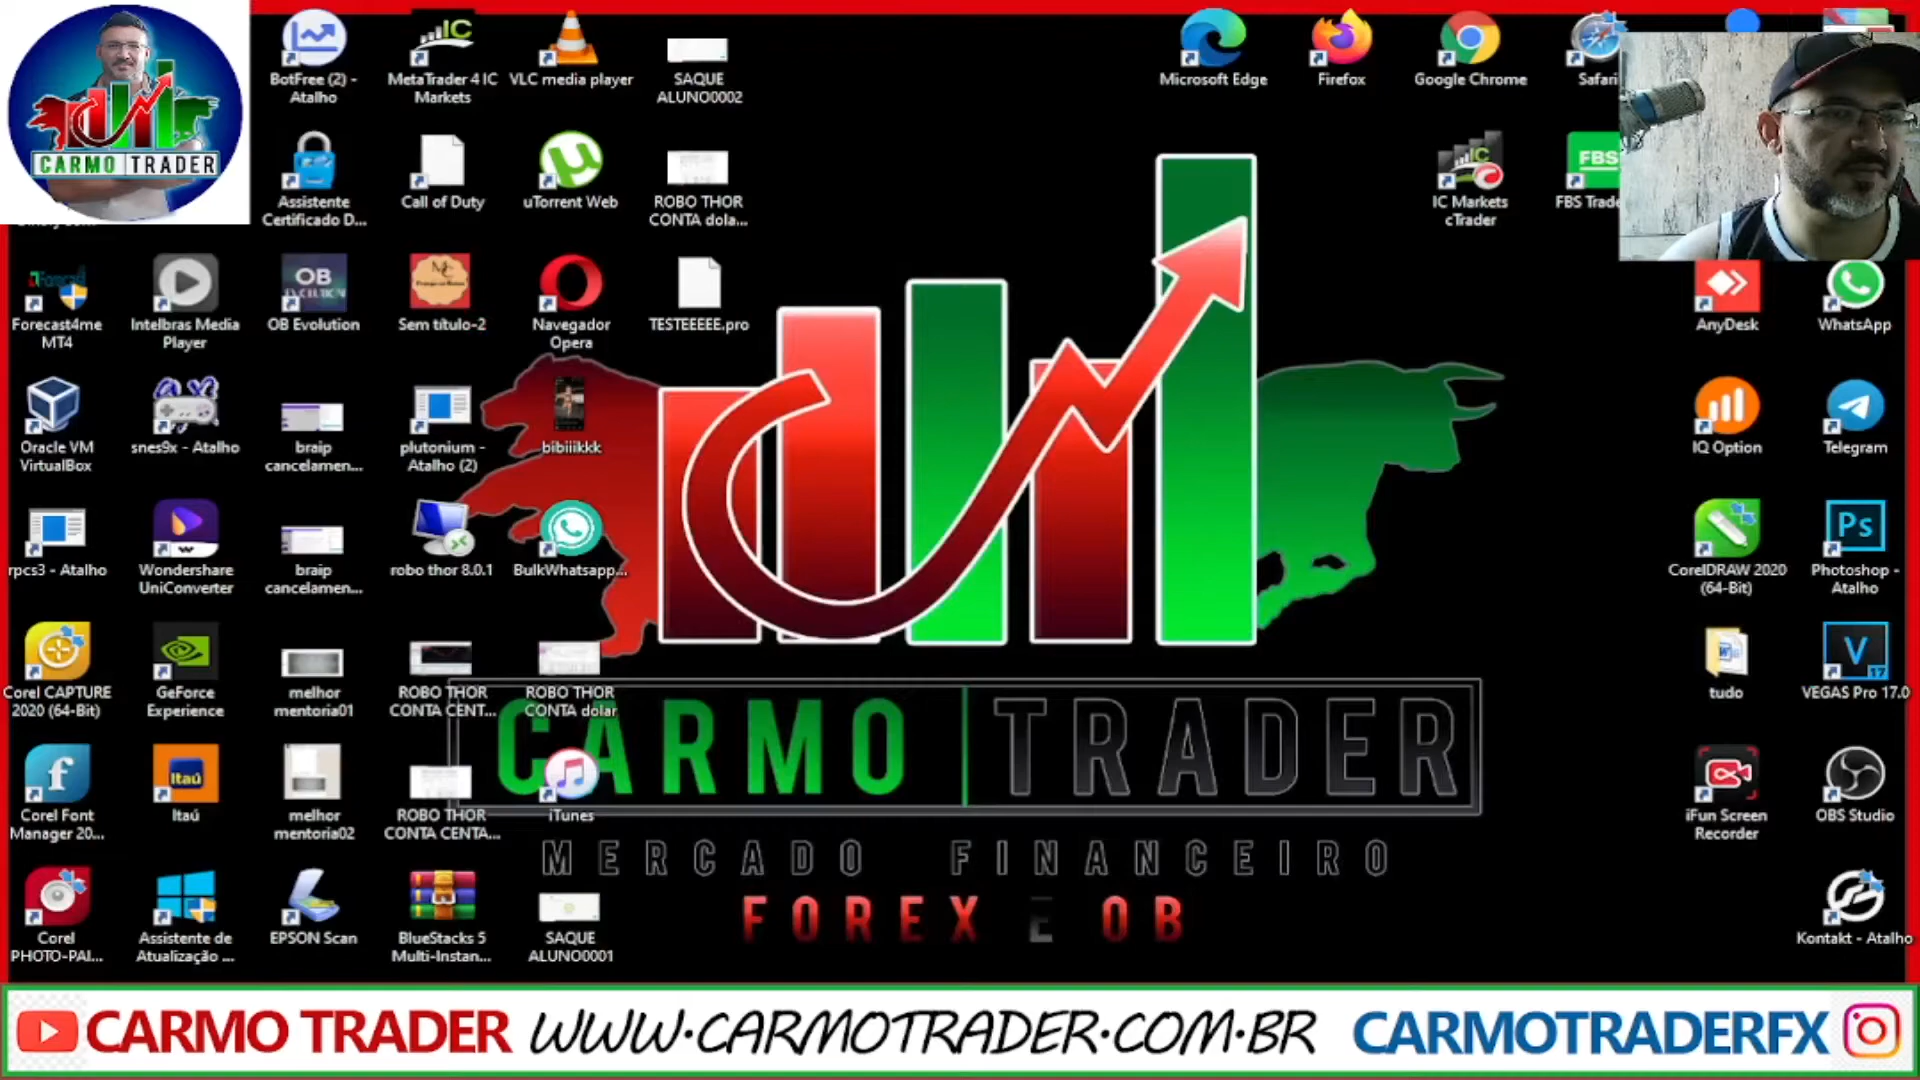 CARMO TRADER
BotFree (2) -
Atalho
MetaTrader 4 IC
Markets
VLC media player
SAQUE
ALUNO0002
Microsoft Edge
Firefox
Google Chrome
Safari
Assistente
Certificado D...
Call of Duty
uTorrent Web
ROBO THOR
CONTA dola...
IC Markets
cTrader
FBS
FBS Trade
Forecast4me
MT4
Intelbras Media
Player
OB Evolution
Sem título-2
Navegador
Opera
TESTEEEEE.pro
AnyDesk
WhatsApp
Oracle VM
VirtualBox
snes9x - Atalho
braip
cancelamen...
plutonium -
Atalho (2)
bibiiikkk
IQ Option
Telegram
rpcs3 - Atalho
Wondershare
UniConverter
braip
cancelamen...
robo thor 8.0.1
BulkWhatsapp...
CorelDRAW 2020
(64-Bit)
Photoshop -
Atalho
Corel CAPTURE
2020 (64-Bit)
GeForce
Experience
melhor
mentoria01
ROBO THOR
CONTA CENT...
ROBO THOR
CONTA dolar
tudo
VEGAS Pro 17.0
Corel Font
Manager 20...
Itaú
Itaú
melhor
mentoria02
ROBO THOR
CONTA CENTA...
iTunes
iFun Screen
Recorder
OBS Studio
Corel
PHOTO-PAI...
Assistente de
Atualização ...
EPSON Scan
BlueStacks 5
Multi-Instan...
SAQUE
ALUNO0001
Kontakt - Atalho
CARMO TRADER
MERCADO FINANCEIRO
FOREX E OB
CARMO TRADER WWW.CARMOTRADER.COM.BR CARMOTRADERFX